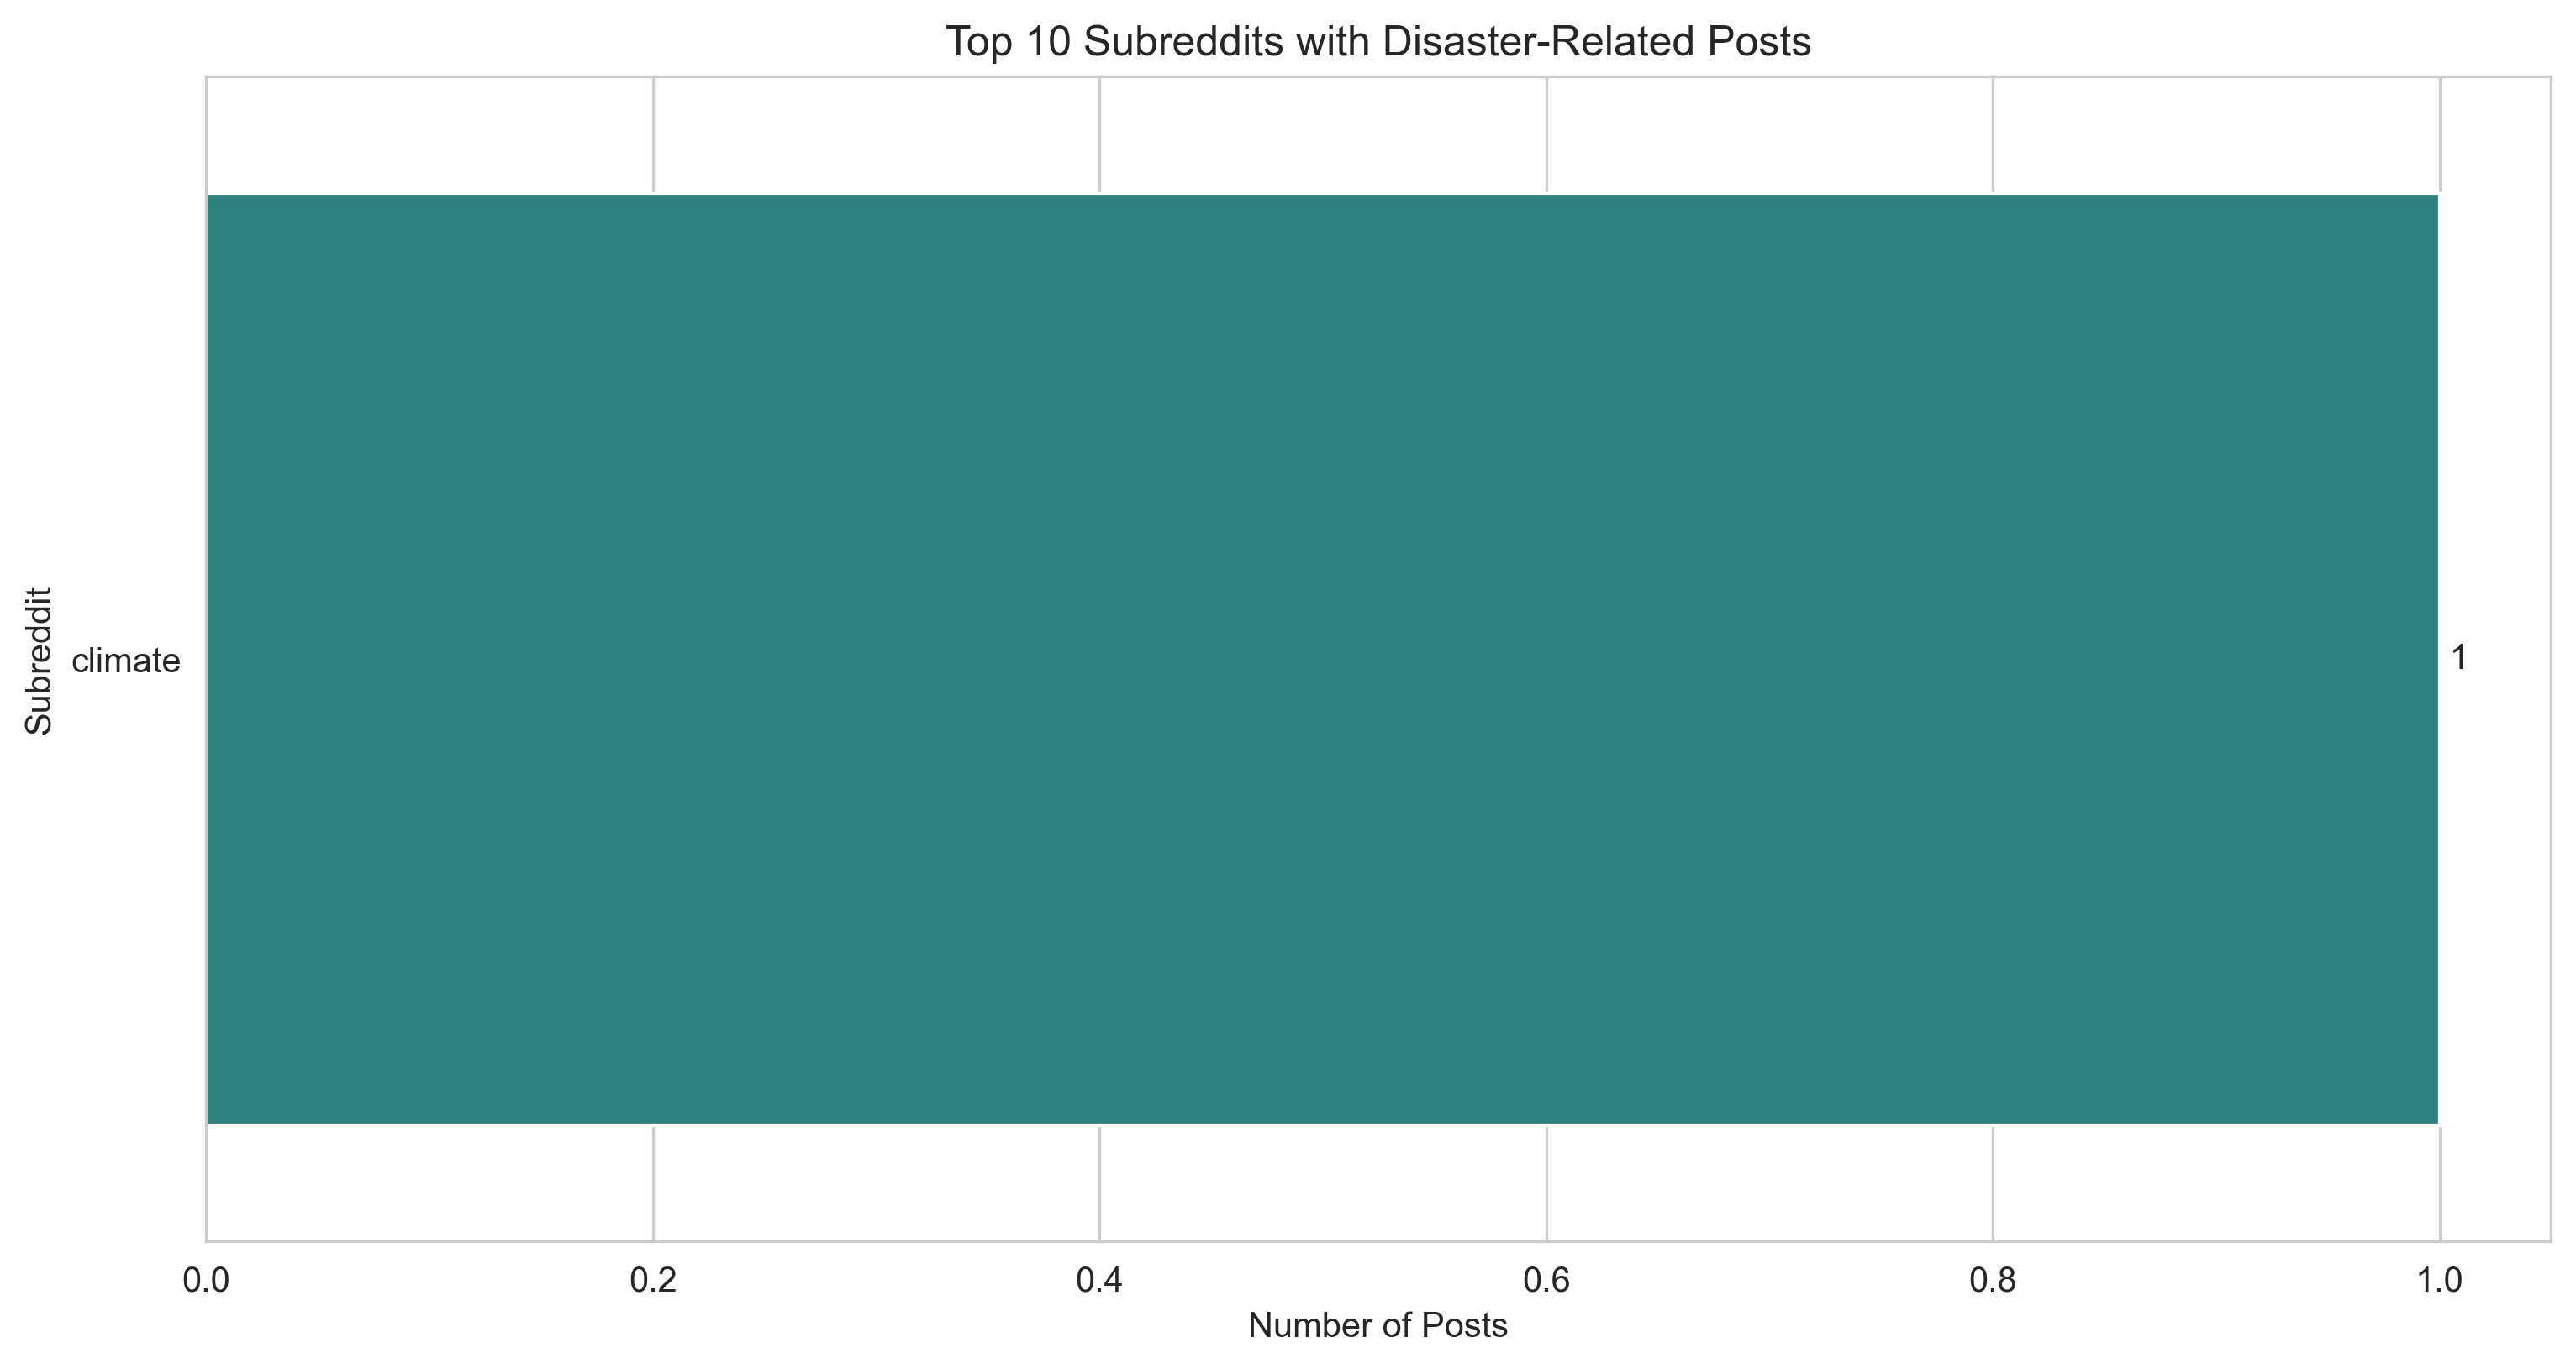 Top 10 Subreddits with Disaster-Related Posts
Subreddit
climate
1
0.0 0.2 0.4 0.6 0.8 1.0
Number of Posts